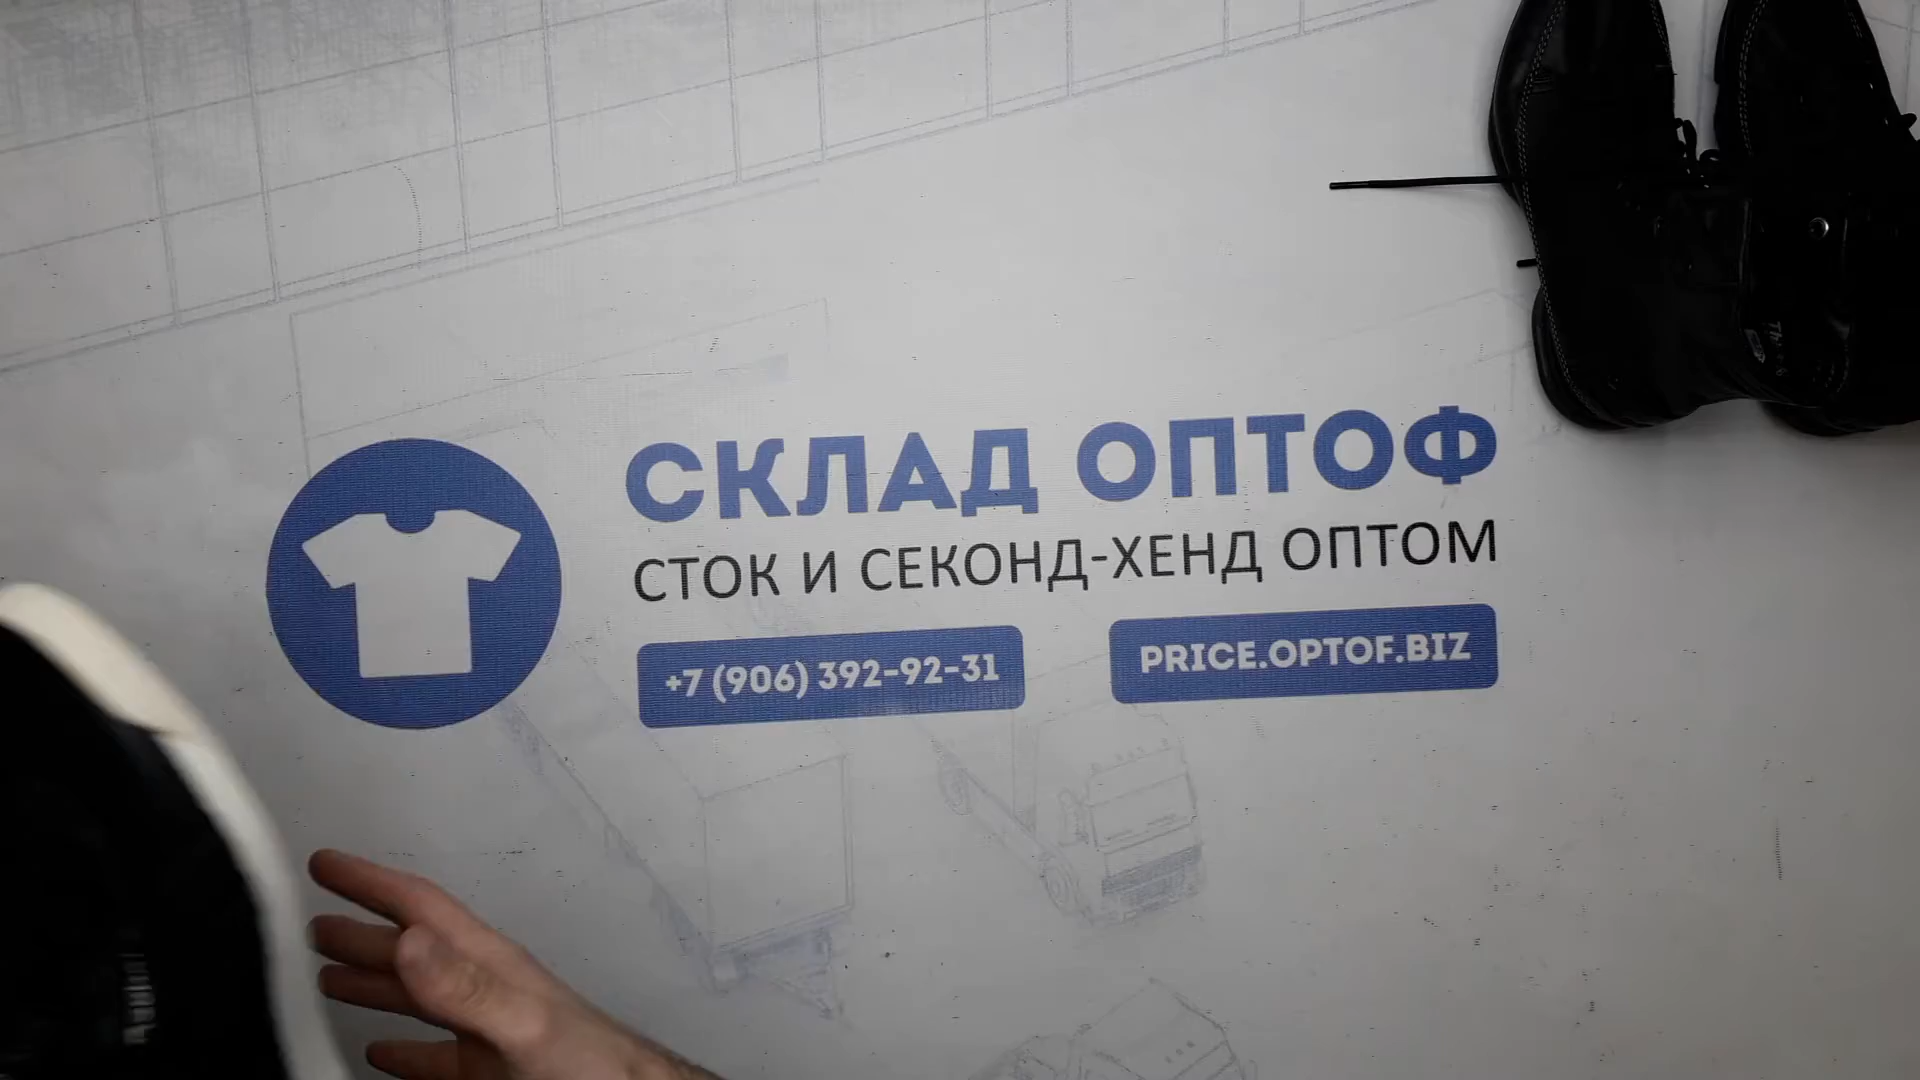 СКЛАД ОПТОФ
СТОК И СЕКОНД-ХЕНД ОПТОМ
+7 (906) 392-92-31
PRICE.OPTOF.BIZ